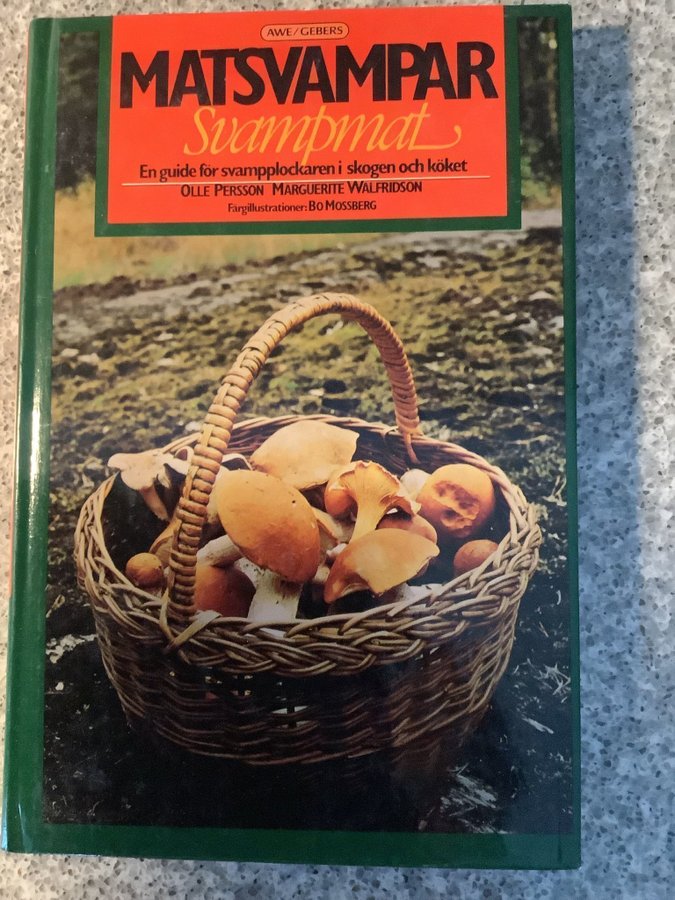 AWE/GEBERS
MATSVAMPAR
Svampmat
En guide för svampplockaren i skogen och köket
OLLE PERSSON MARGUERITE WALFRIDSON
Färgillustrationer: BO MOSSBERG